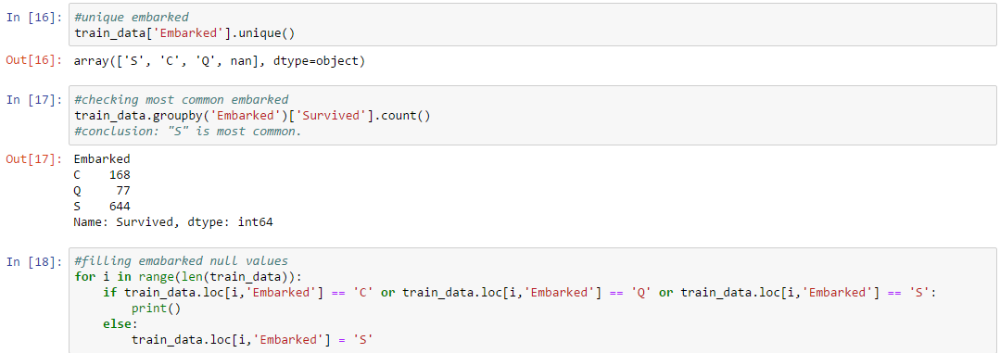 In [16]: #unique embarked
train_data['Embarked'].unique()
Out[16]: array(['S', 'C', 'Q', nan], dtype=object)
In [17]: #checking most common embarked
train_data.groupby('Embarked')['Survived'].count()
#conclusion: "S" is most common.
Out[17]: Embarked
C    168
Q     77
S    644
Name: Survived, dtype: int64
In [18]: #filling emabarked null values
for i in range(len(train_data)):
    if train_data.loc[i,'Embarked'] == 'C' or train_data.loc[i,'Embarked'] == 'Q' or train_data.loc[i,'Embarked'] == 'S':
        print()
    else:
        train_data.loc[i,'Embarked'] = 'S'